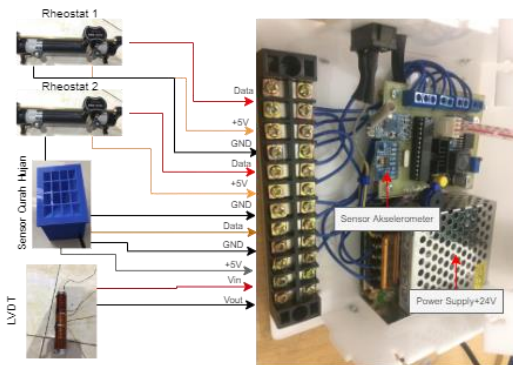 Rheostat 1
Data
+5V
GND
Rheostat 2
Data
+5V
GND
Sensor Curah Hujan
Data
GND
+5V
LVDT
Vin
Vout
Sensor Akselerometer
Power Supply+24V